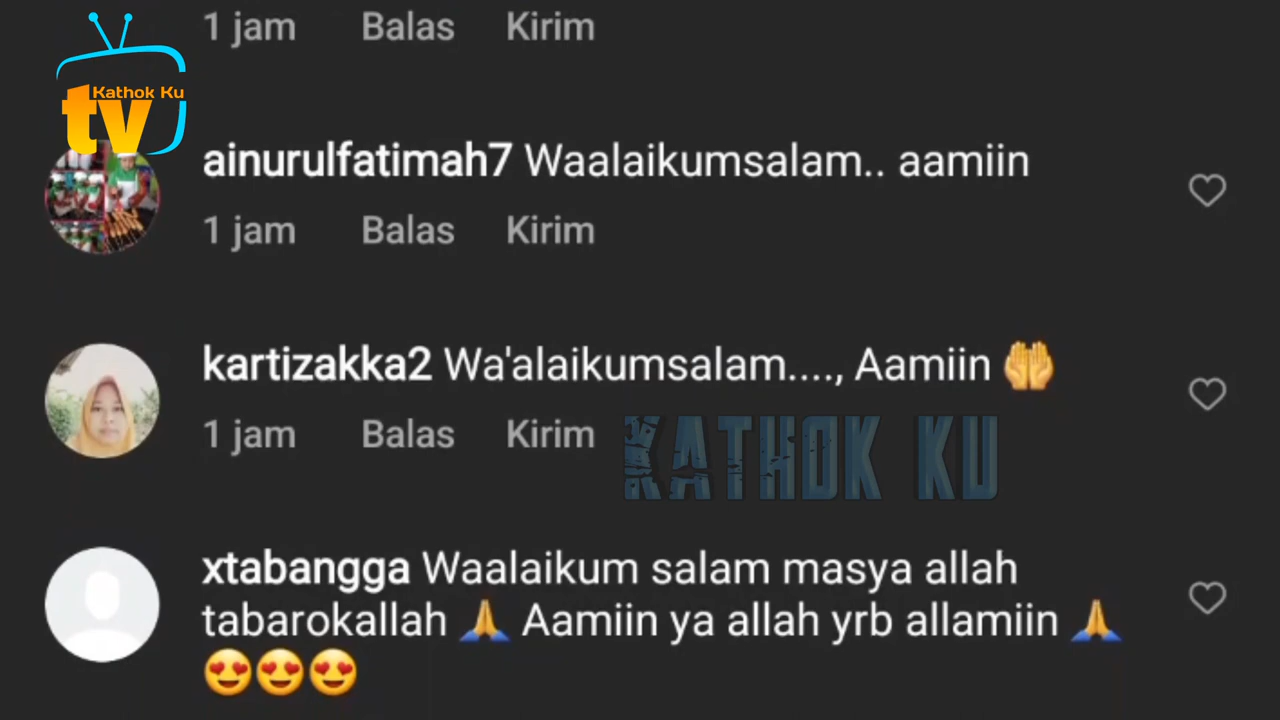 1 jam Balas Kirim
Kathok Ku
tv
ainurulfatimah7 Waalaikumsalam.. aamiin
1 jam Balas Kirim
kartizakka2 Wa'alaikumsalam...., Aamiin 🤲
1 jam Balas Kirim
KATHOK KU
xtabangga Waalaikum salam masya allah
tabarokallah 🙏 Aamiin ya allah yrb allamiin 🙏
😍😍😍